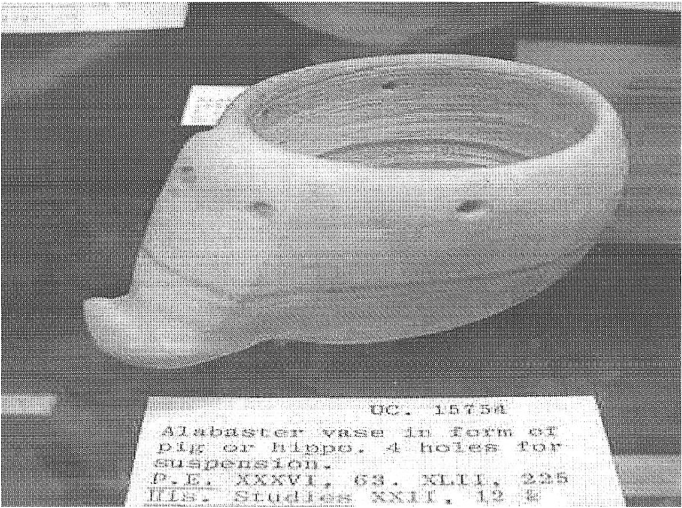 UC. 15754
Alabaster vase in form of
pig or hippo. 4 holes for
suspension.
P.E. XXXVI, 63. XLII, 225
His. Studies XXII, 12